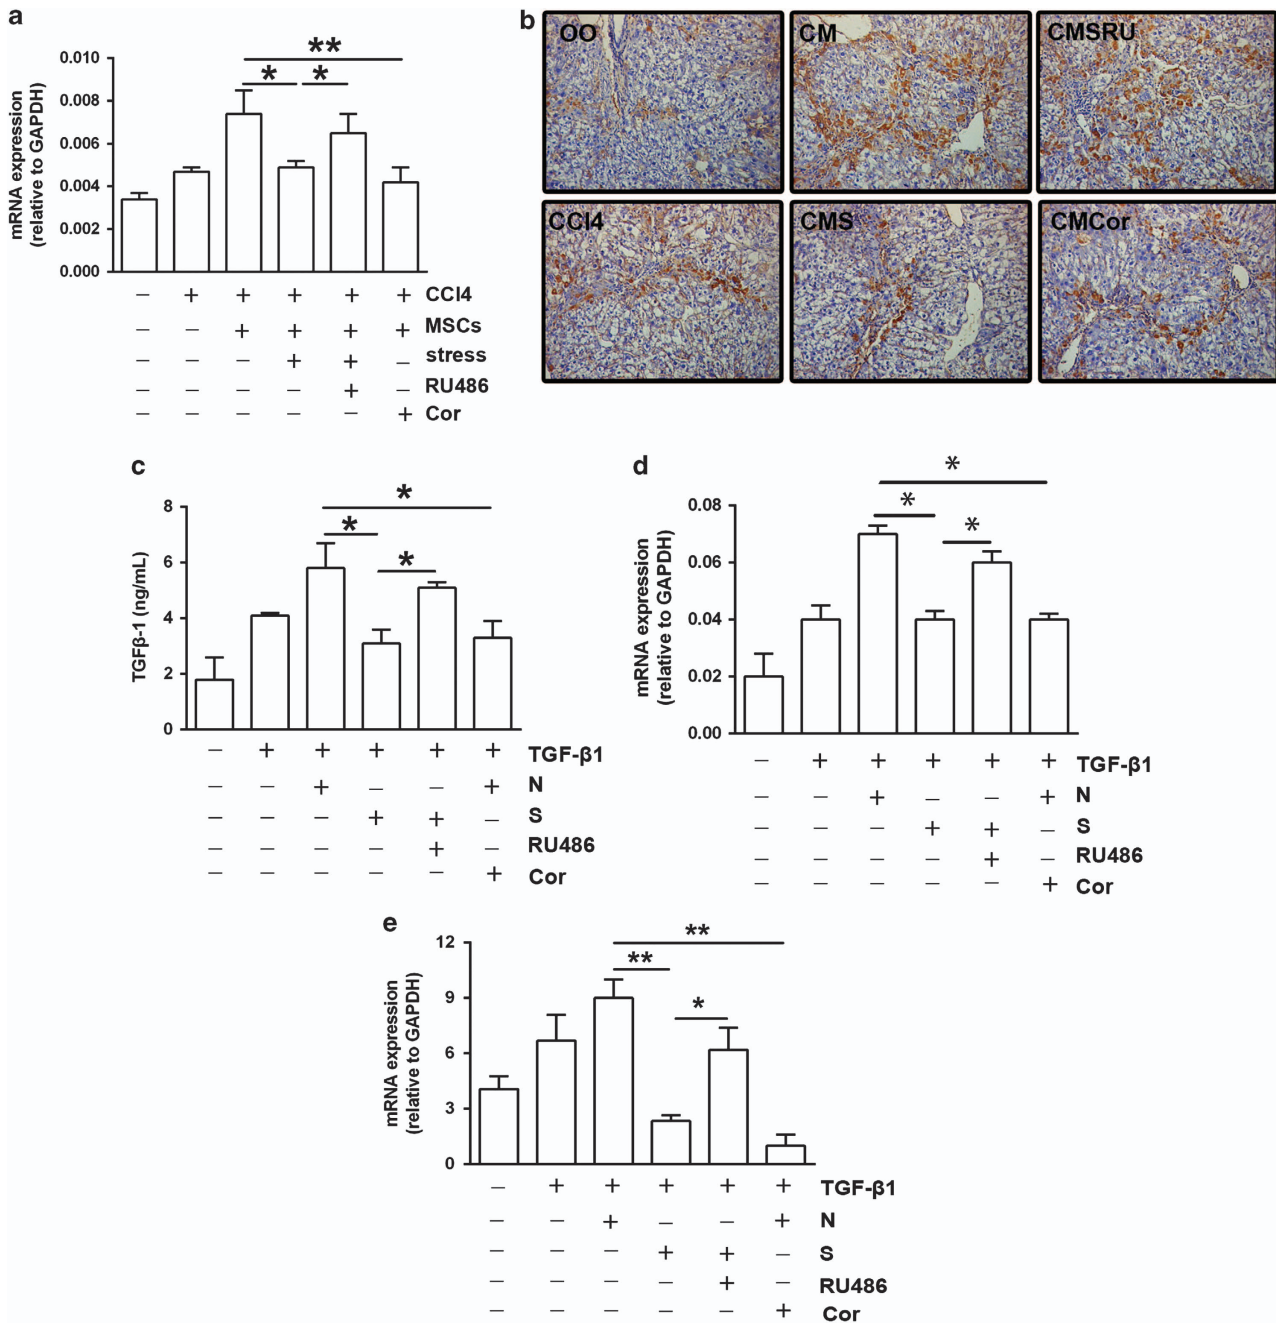 a
**
*
*
mRNA expression
(relative to GAPDH)
0.010
0.008
0.006
0.004
0.002
0.000
– + + + + + CCl4
– – + + + + MSCs
– – – + + – stress
– – – – + – RU486
– – – – – + Cor
b
OO
CM
CMSRU
CCl4
CMS
CMCor
c
*
*
*
TGFβ-1 (ng/mL)
8
6
4
2
0
– + + + + + TGF-β1
– – + – – + N
– – – + + – S
– – – – + – RU486
– – – – – + Cor
d
*
*
*
mRNA expression
(relative to GAPDH)
0.08
0.06
0.04
0.02
0.00
– + + + + + TGF-β1
– – + – – + N
– – – + + – S
– – – – + – RU486
– – – – – + Cor
e
**
**
*
mRNA expression
(relative to GAPDH)
12
9
6
3
0
– + + + + + TGF-β1
– – + – – + N
– – – + + – S
– – – – + – RU486
– – – – – + Cor